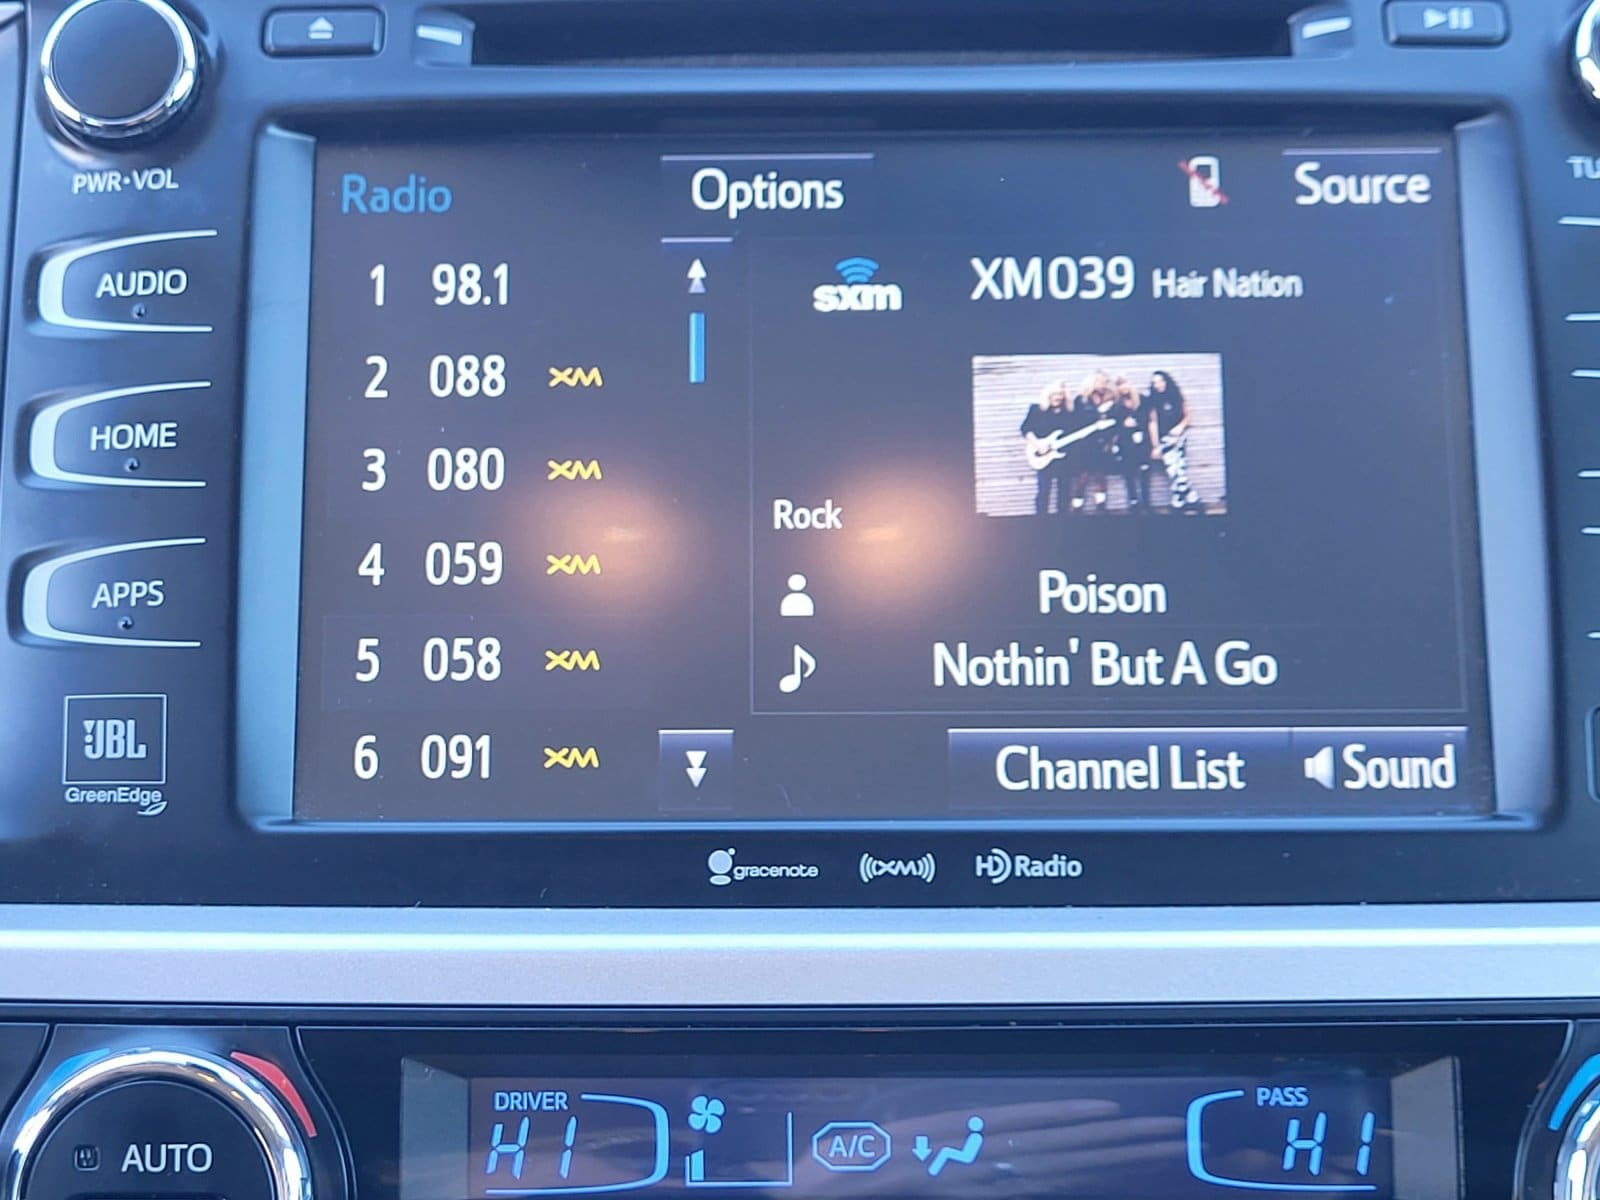 PWR•VOL
TU
AUDIO
HOME
APPS
JBL
GreenEdge
Radio
Options
Source
1 98.1
2 088 XM
3 080 XM
4 059 XM
5 058 XM
6 091 XM
sxm
XM039 Hair Nation
Rock
Poison
Nothin' But A Go
Channel List
Sound
gracenote
((XM))
HD Radio
AUTO
DRIVER
HI
A/C
PASS
HI